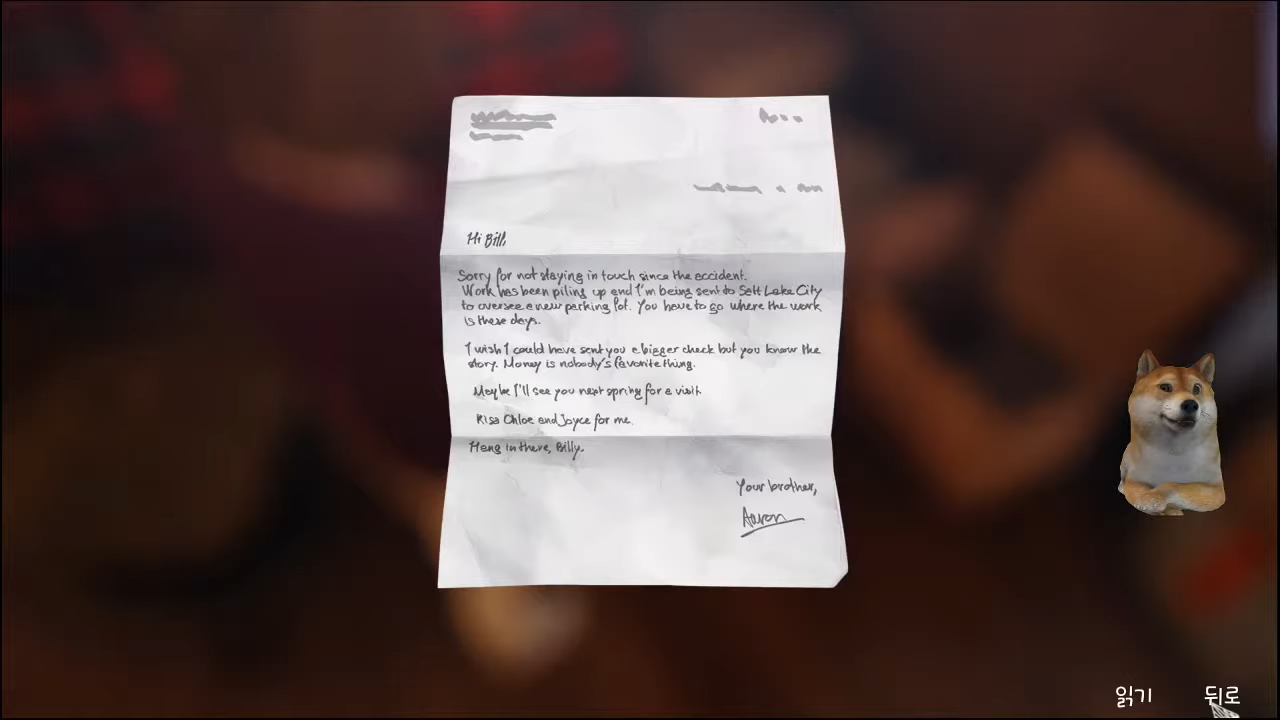 Hi Bill,
Sorry for not staying in touch since the accident.
Work has been piling up and I'm being sent to Salt Lake City
to oversee a new parking lot. You have to go where the work
is these days.
I wish I could have sent you a bigger check but you know the
story. Money is nobody's favorite thing.
Maybe I'll see you next spring for a visit.
Kiss Chloe and Joyce for me.
Hang in there, Billy.
Your brother,
Aaron
읽기 뒤로